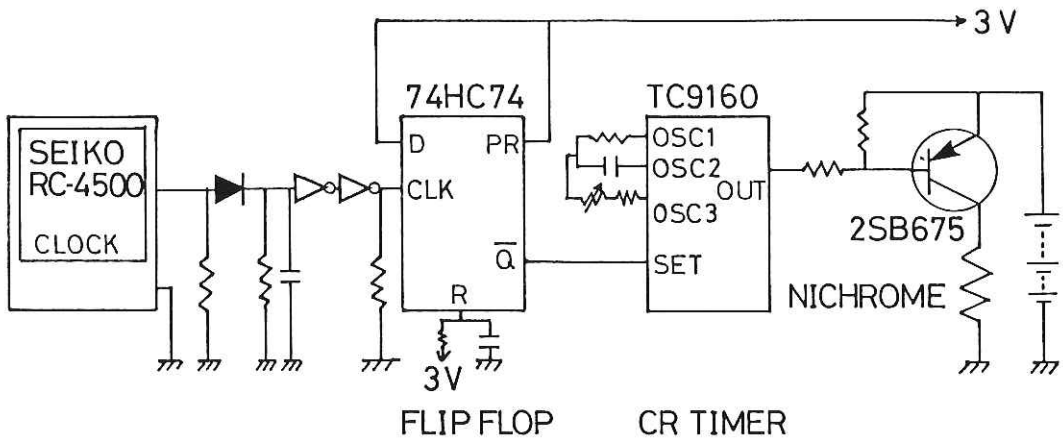 3 V
74HC74
TC9160
SEIKO
RC-4500
CLOCK
D
PR
CLK
Q̅
R
3V
OSC1
OSC2
OSC3
OUT
SET
2SB675
NICHROME
FLIP FLOP
CR TIMER